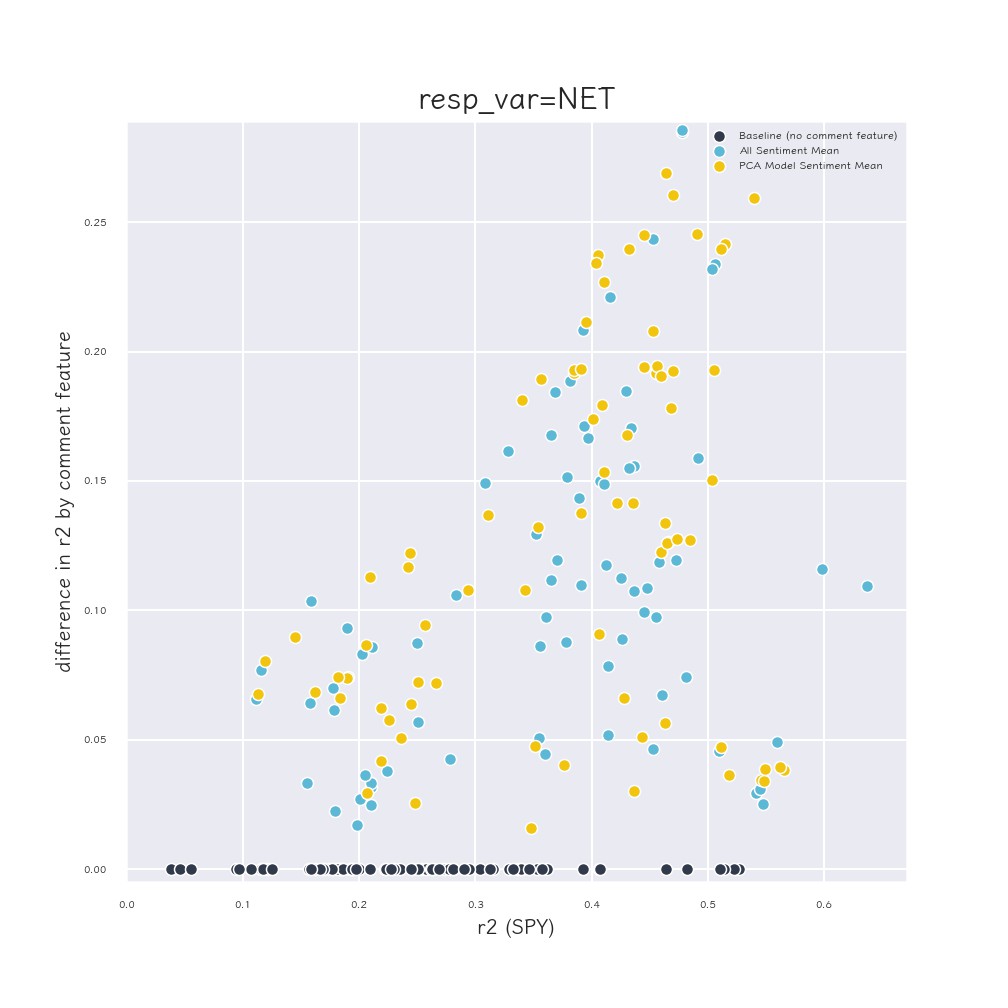 resp_var=NET
Baseline (no comment feature)
All Sentiment Mean
PCA Model Sentiment Mean
difference in r2 by comment feature
0.25
0.20
0.15
0.10
0.05
0.00
0.0 0.1 0.2 0.3 0.4 0.5 0.6
r2 (SPY)